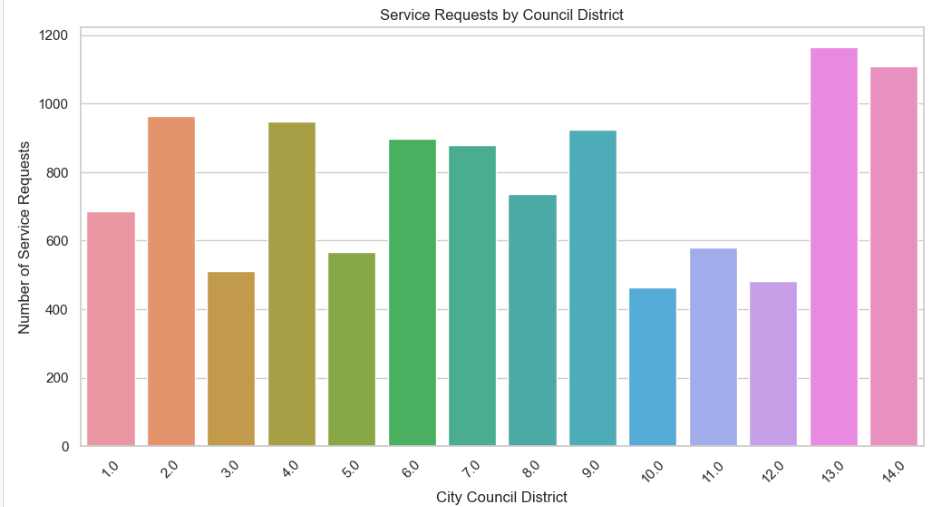 Service Requests by Council District
Number of Service Requests
1200
1000
800
600
400
200
0
1.0 2.0 3.0 4.0 5.0 6.0 7.0 8.0 9.0 10.0 11.0 12.0 13.0 14.0
City Council District